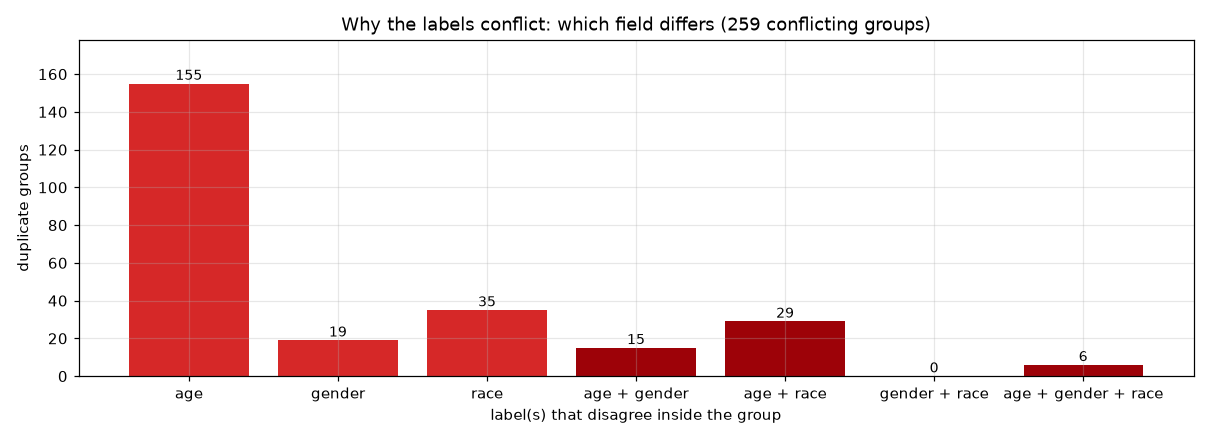 Why the labels conflict: which field differs (259 conflicting groups)
duplicate groups
160
140
120
100
80
60
40
20
0
155
19
35
15
29
0
6
age
gender
race
age + gender
age + race
gender + race
age + gender + race
label(s) that disagree inside the group